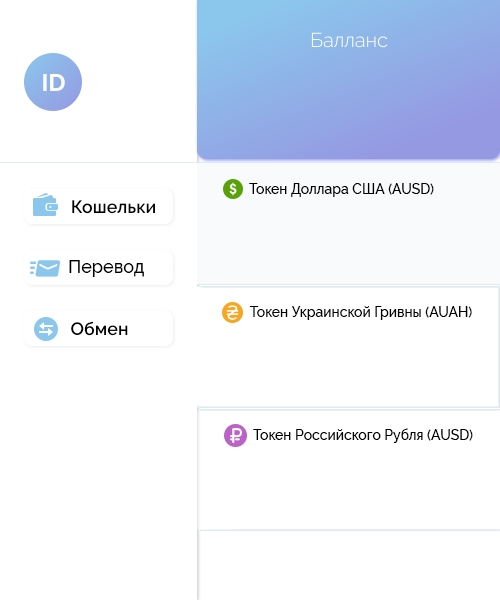 ID
Балланс
Кошельки
Перевод
Обмен
Токен Доллара США (AUSD)
Токен Украинской Гривны (AUAH)
Токен Российского Рубля (AUSD)